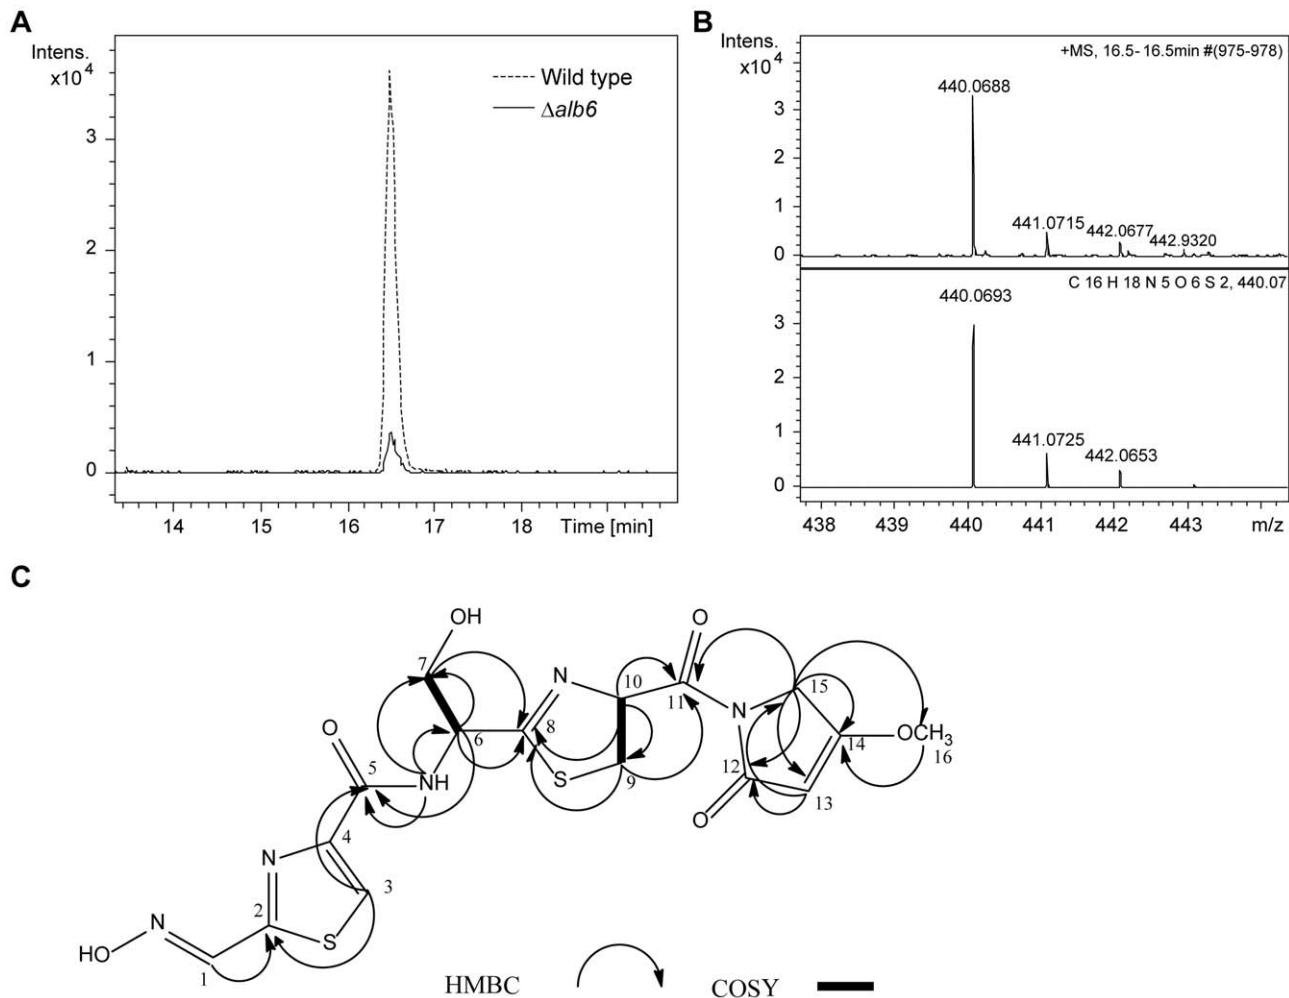 A
Intens.
x10⁴
3
2
1
0
Wild type
Δalb6
14
15
16
17
18
Time [min]
B
Intens.
x10⁴
3
2
1
0
+MS, 16.5- 16.5min #(975-978)
440.0688
441.0715
442.0677
442.9320
C 16 H 18 N 5 O 6 S 2, 440.07
440.0693
441.0725
442.0653
3
2
1
0
438
439
440
441
442
443
m/z
C
OH
7
O
N
10
11
15
8
N
OCH₃
16
14
6
O
5
NH
S
9
12
13
O
4
N
3
2
S
N
HO
1
HMBC
COSY